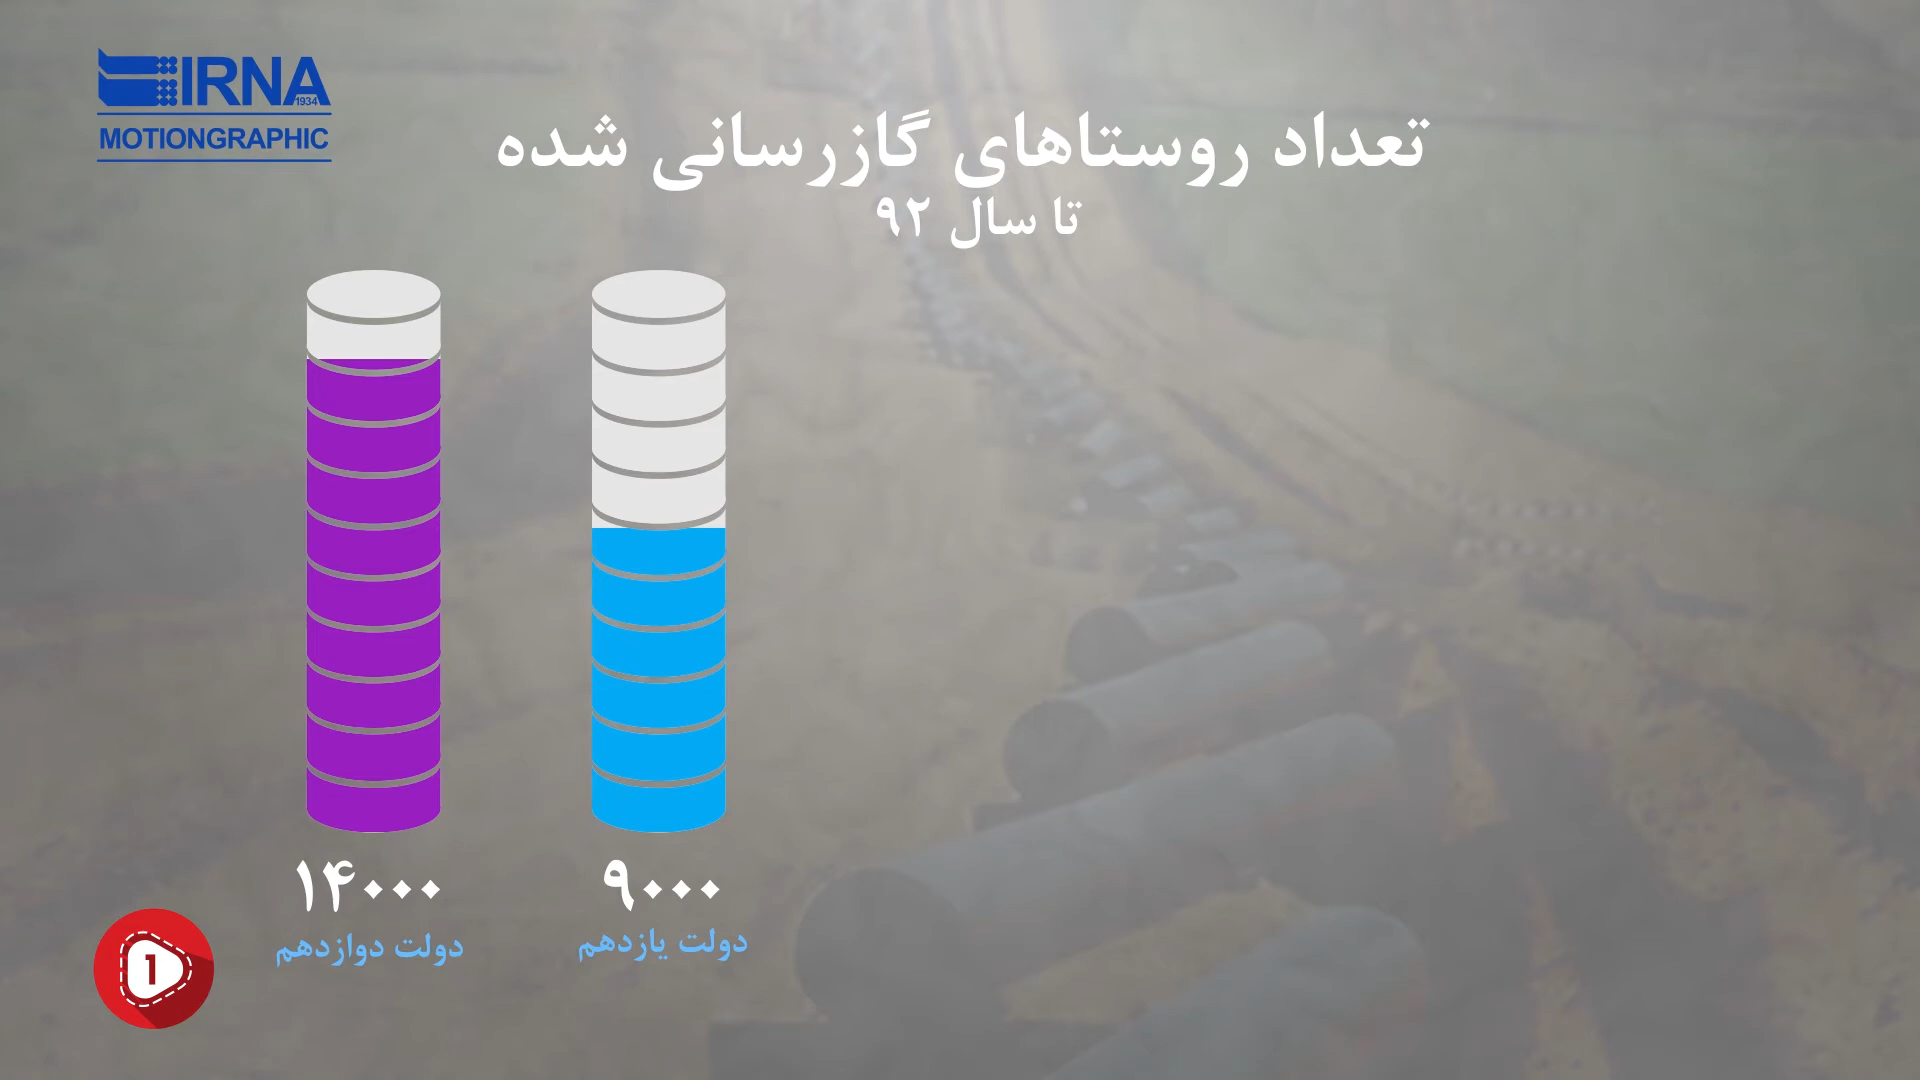 IRNA
1934
MOTIONGRAPHIC
تعداد روستاهای گازرسانی شده
تا سال ۹۲
۹۰۰۰
دولت یازدهم
۱۴۰۰۰
دولت دوازدهم
1